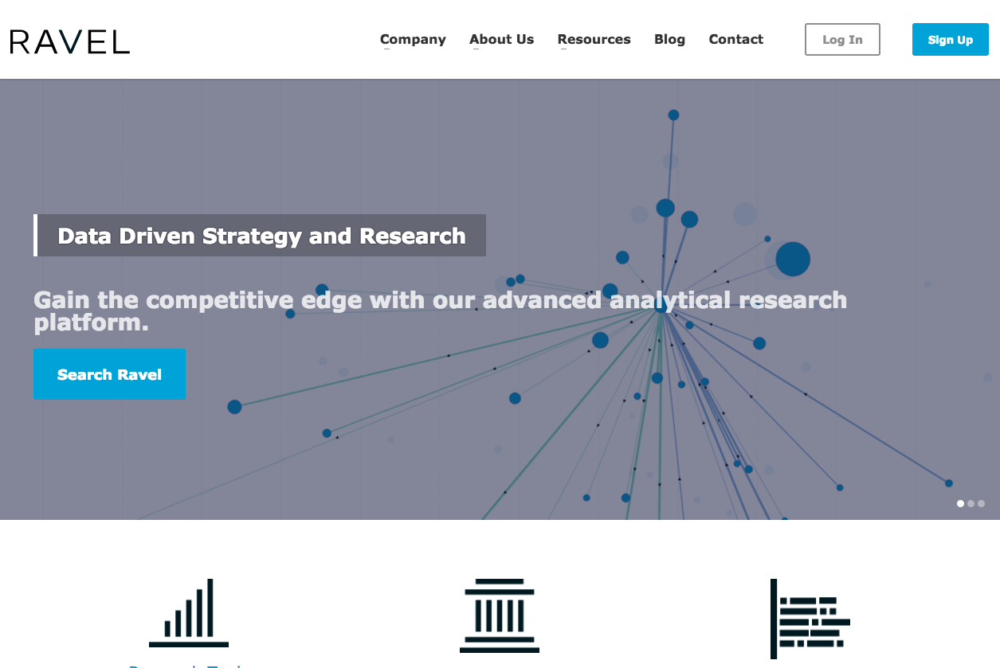 RAVEL
Company About Us Resources Blog Contact Log In Sign Up
Data Driven Strategy and Research
Gain the competitive edge with our advanced analytical research
platform.
Search Ravel